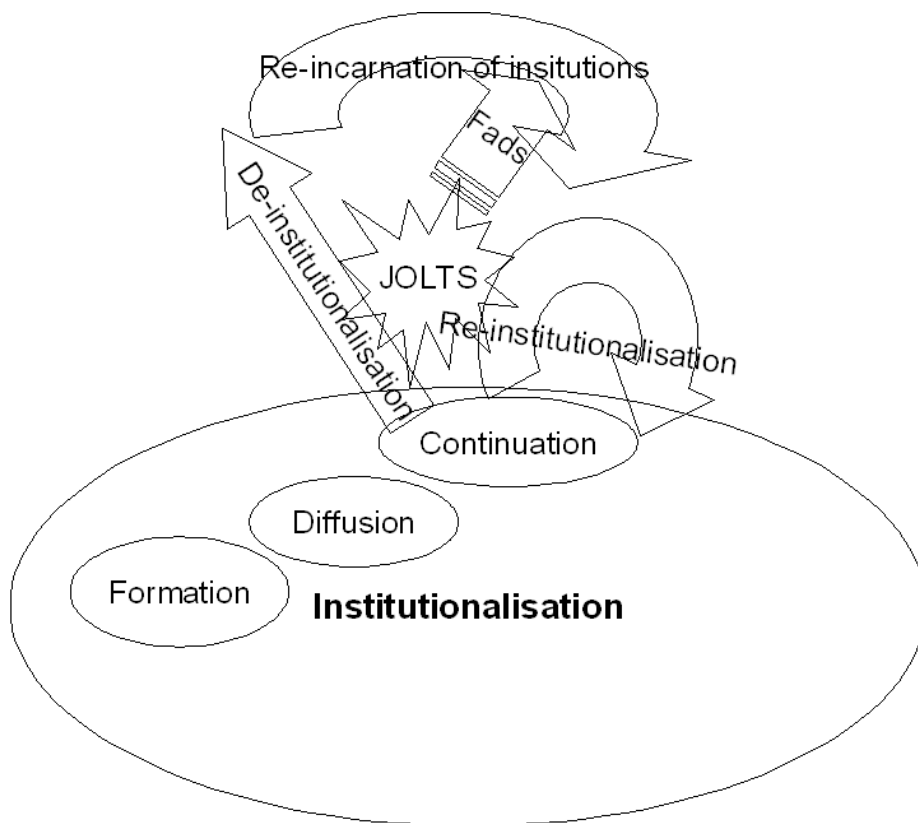 Re-incarnation of insitutions
Fads
De-institutionalisation
JOLTS
Re-institutionalisation
Continuation
Diffusion
Formation
Institutionalisation